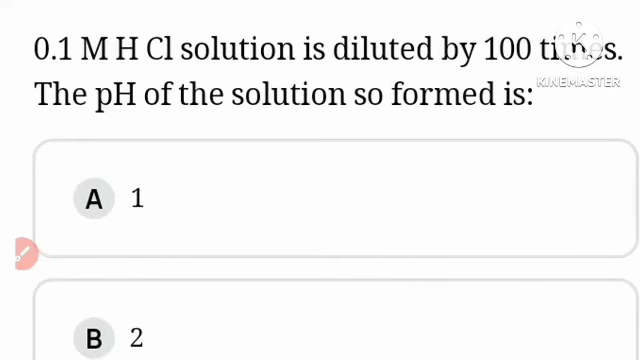 0.1 M H Cl solution is diluted by 100 times.
The pH of the solution so formed is:
K
KINEMASTER
A 1
B 2